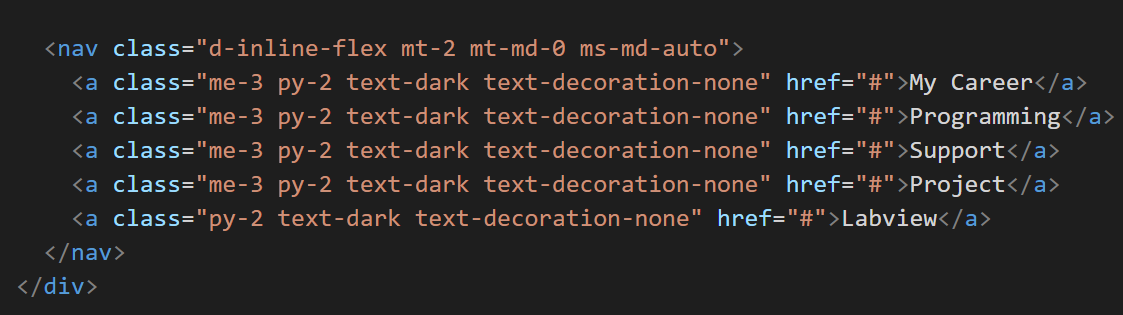 <nav class="d-inline-flex mt-2 mt-md-0 ms-md-auto">
<a class="me-3 py-2 text-dark text-decoration-none" href="#">My Career</a>
<a class="me-3 py-2 text-dark text-decoration-none" href="#">Programming</a>
<a class="me-3 py-2 text-dark text-decoration-none" href="#">Support</a>
<a class="me-3 py-2 text-dark text-decoration-none" href="#">Project</a>
<a class="py-2 text-dark text-decoration-none" href="#">Labview</a>
</nav>
</div>